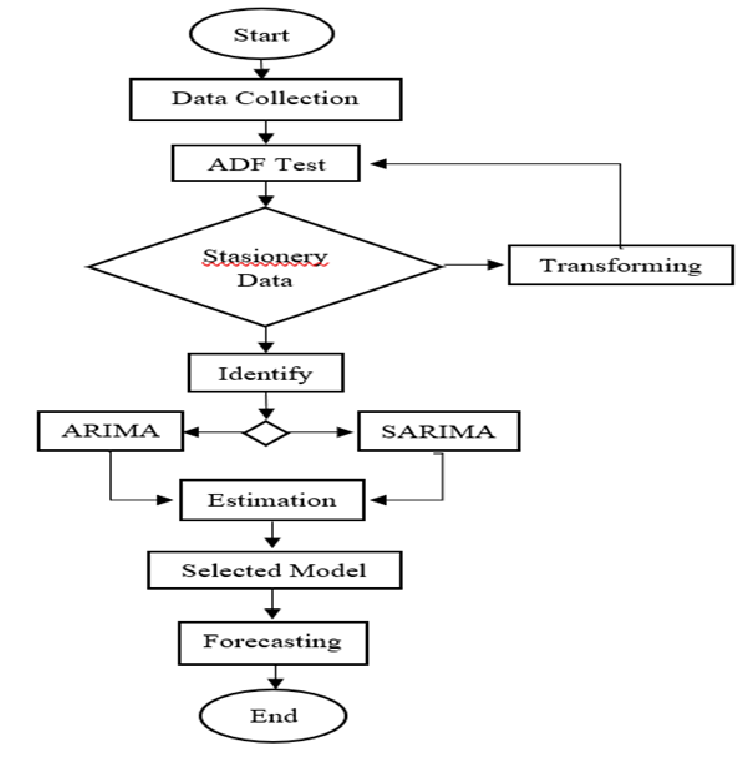 Start
Data Collection
ADF Test
Stasionery
Data
Transforming
Identify
ARIMA
SARIMA
Estimation
Selected Model
Forecasting
End